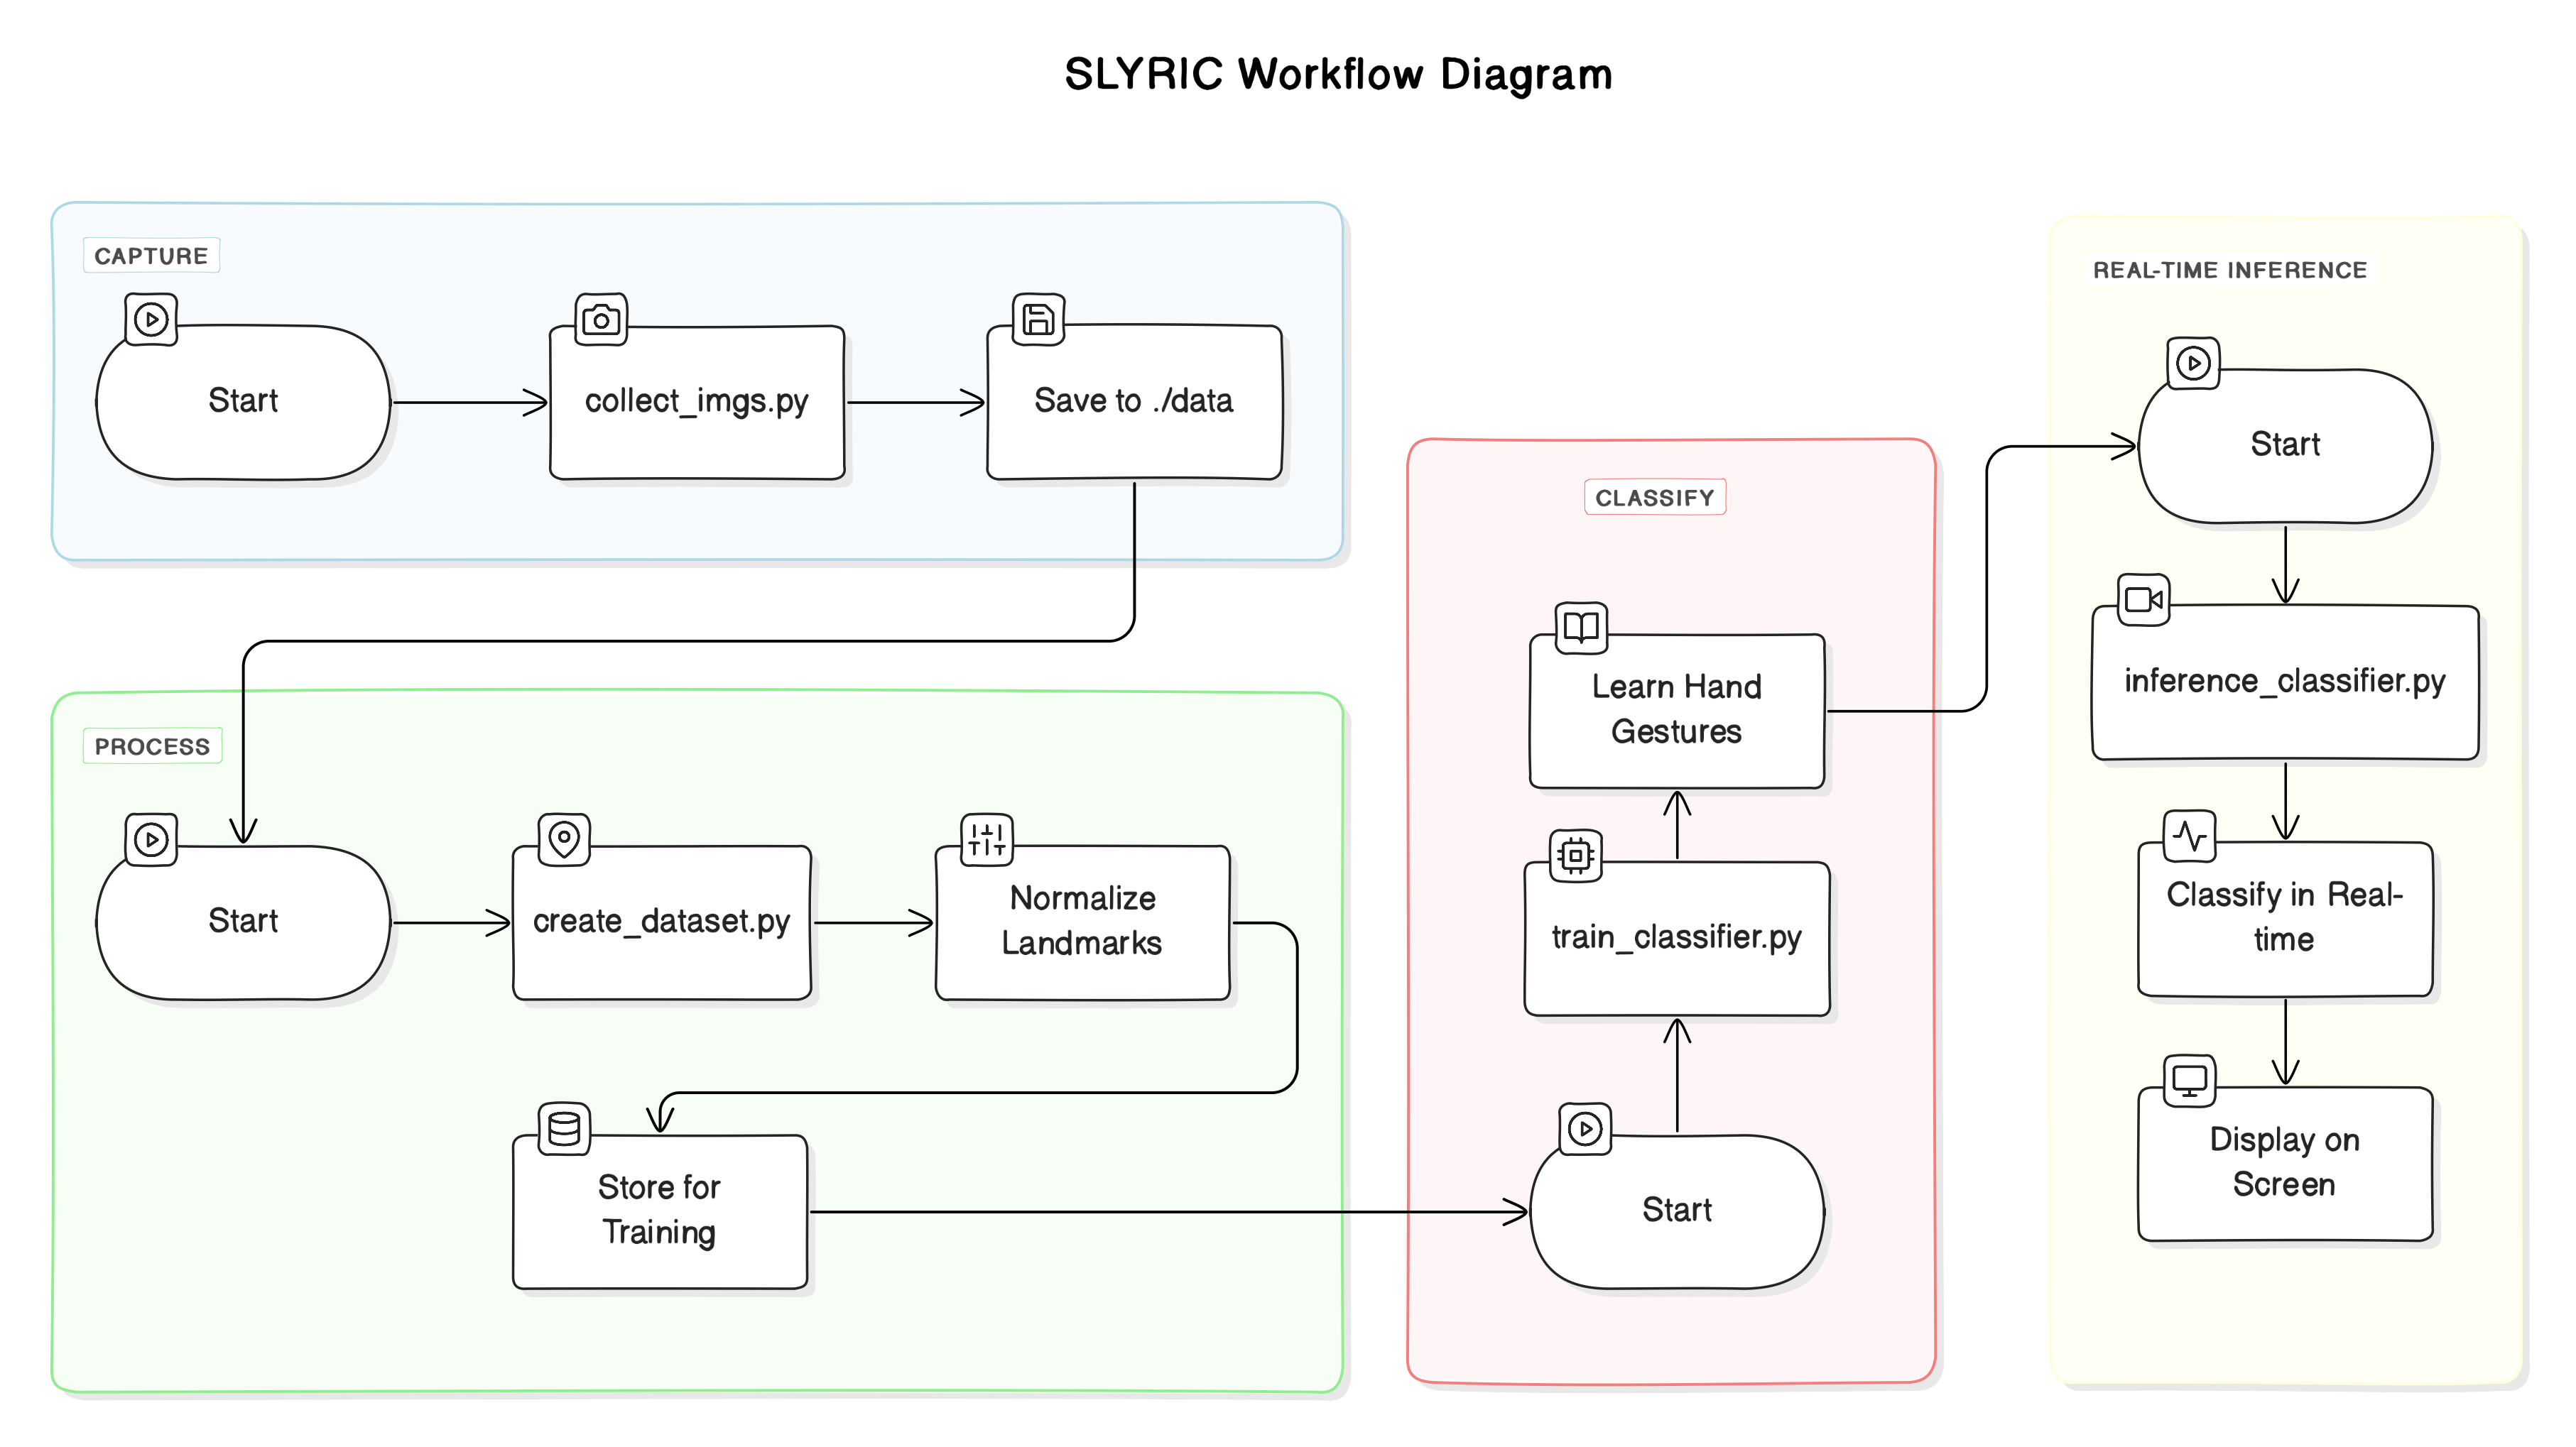 SLYRIC Workflow Diagram
CAPTURE
Start
collect_imgs.py
Save to ./data
PROCESS
Start
create_dataset.py
Normalize
Landmarks
Store for
Training
CLASSIFY
Learn Hand
Gestures
train_classifier.py
Start
REAL-TIME INFERENCE
Start
inference_classifier.py
Classify in Real-
time
Display on
Screen